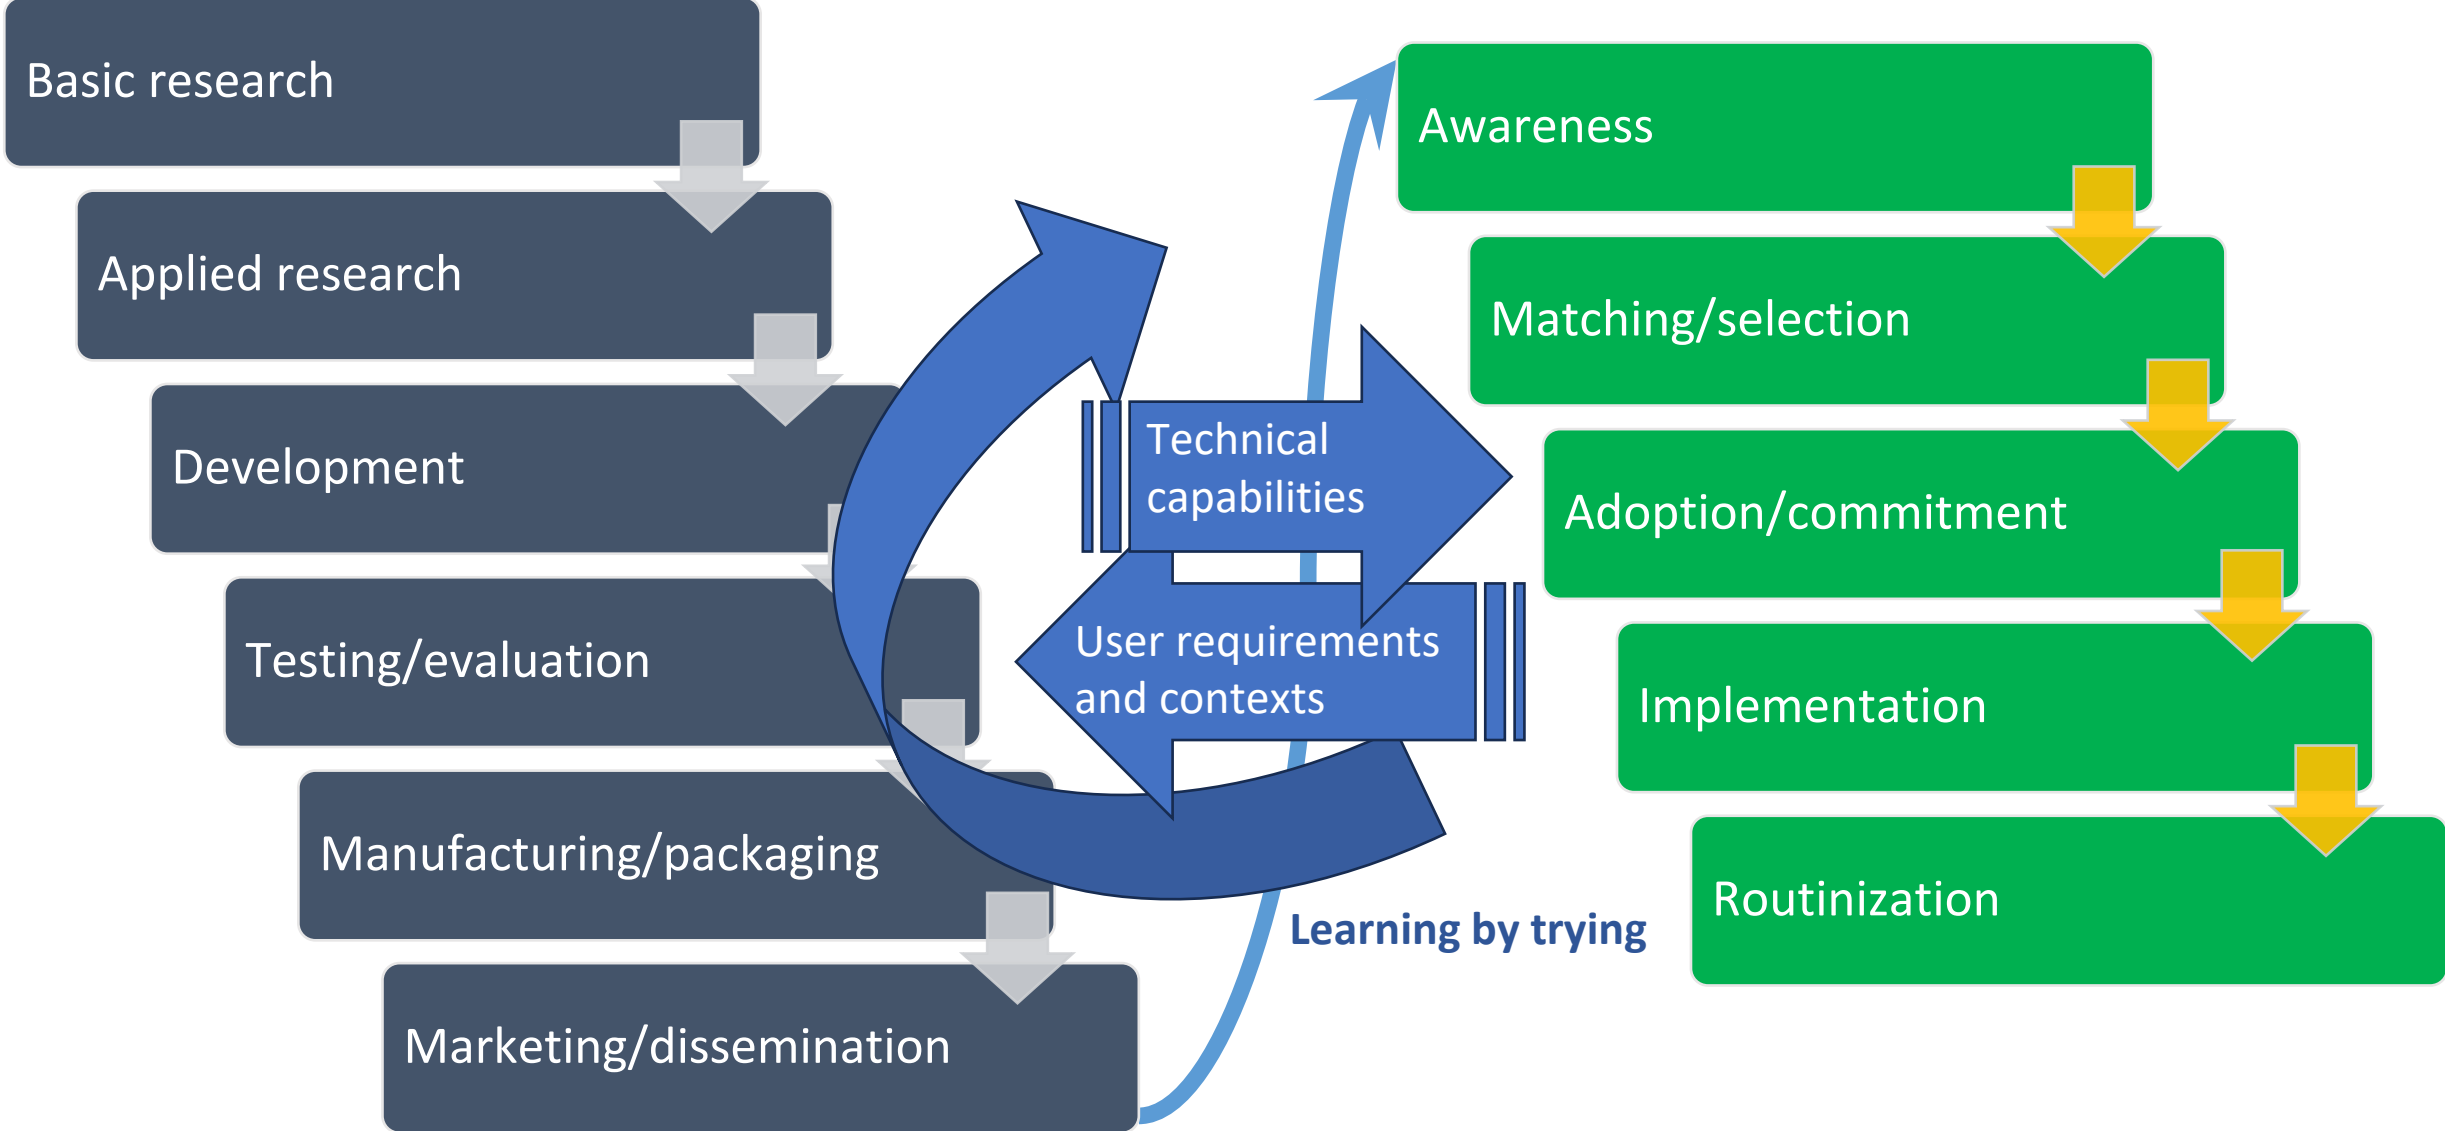 Basic research
Applied research
Development
Testing/evaluation
Manufacturing/packaging
Marketing/dissemination
Technical
capabilities
User requirements
and contexts
Learning by trying
Awareness
Matching/selection
Adoption/commitment
Implementation
Routinization